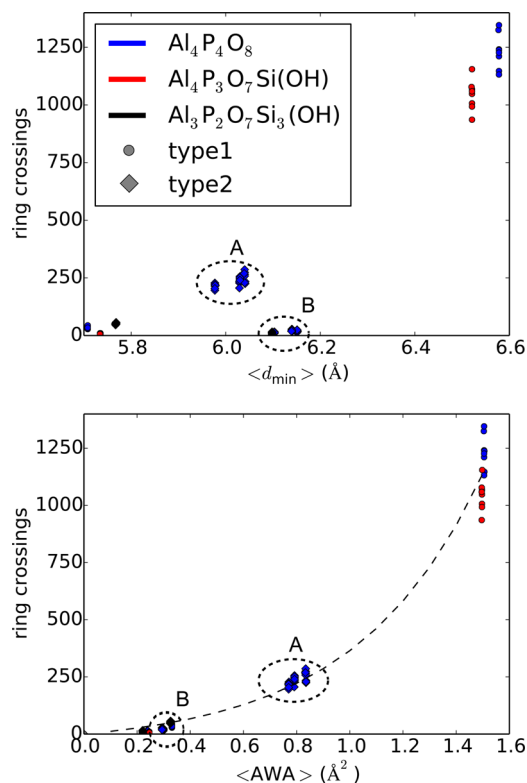 1250
1000
750
500
250
0
ring crossings
Al₄P₄O₈
Al₄P₃O₇Si(OH)
Al₃P₂O₇Si₃(OH)
type1
type2
A
B
5.8 6.0 6.2 6.4 6.6
<d_min> (Å)
1250
1000
750
500
250
0
ring crossings
A
B
0.0 0.2 0.4 0.6 0.8 1.0 1.2 1.4 1.6
<AWA> (Å²)